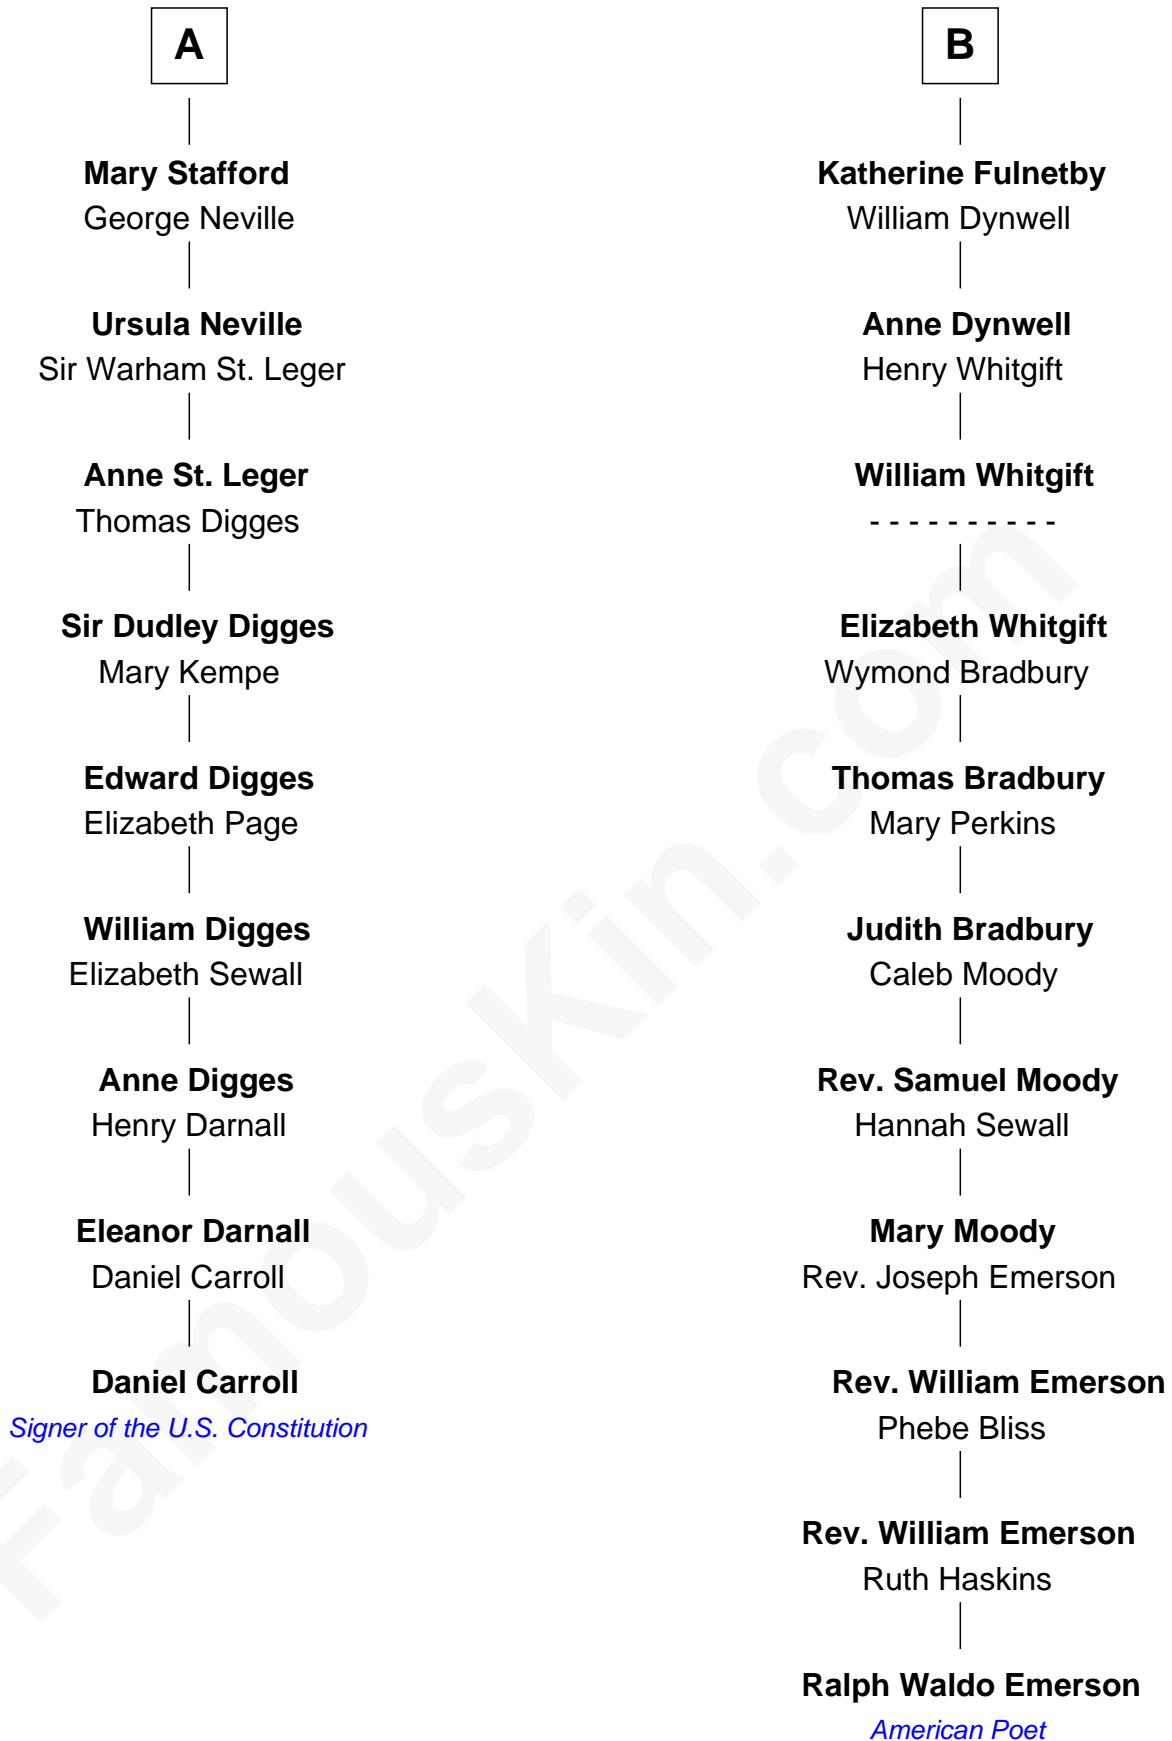 A
Mary Stafford
George Neville
Ursula Neville
Sir Warham St. Leger
Anne St. Leger
Thomas Digges
Sir Dudley Digges
Mary Kempe
Edward Digges
Elizabeth Page
William Digges
Elizabeth Sewall
Anne Digges
Henry Darnall
Eleanor Darnall
Daniel Carroll
Daniel Carroll
Signer of the U.S. Constitution
B
Katherine Fulnetby
William Dynwell
Anne Dynwell
Henry Whitgift
William Whitgift
- - - - - - - - - -
Elizabeth Whitgift
Wymond Bradbury
Thomas Bradbury
Mary Perkins
Judith Bradbury
Caleb Moody
Rev. Samuel Moody
Hannah Sewall
Mary Moody
Rev. Joseph Emerson
Rev. William Emerson
Phebe Bliss
Rev. William Emerson
Ruth Haskins
Ralph Waldo Emerson
American Poet
FamousKin.com